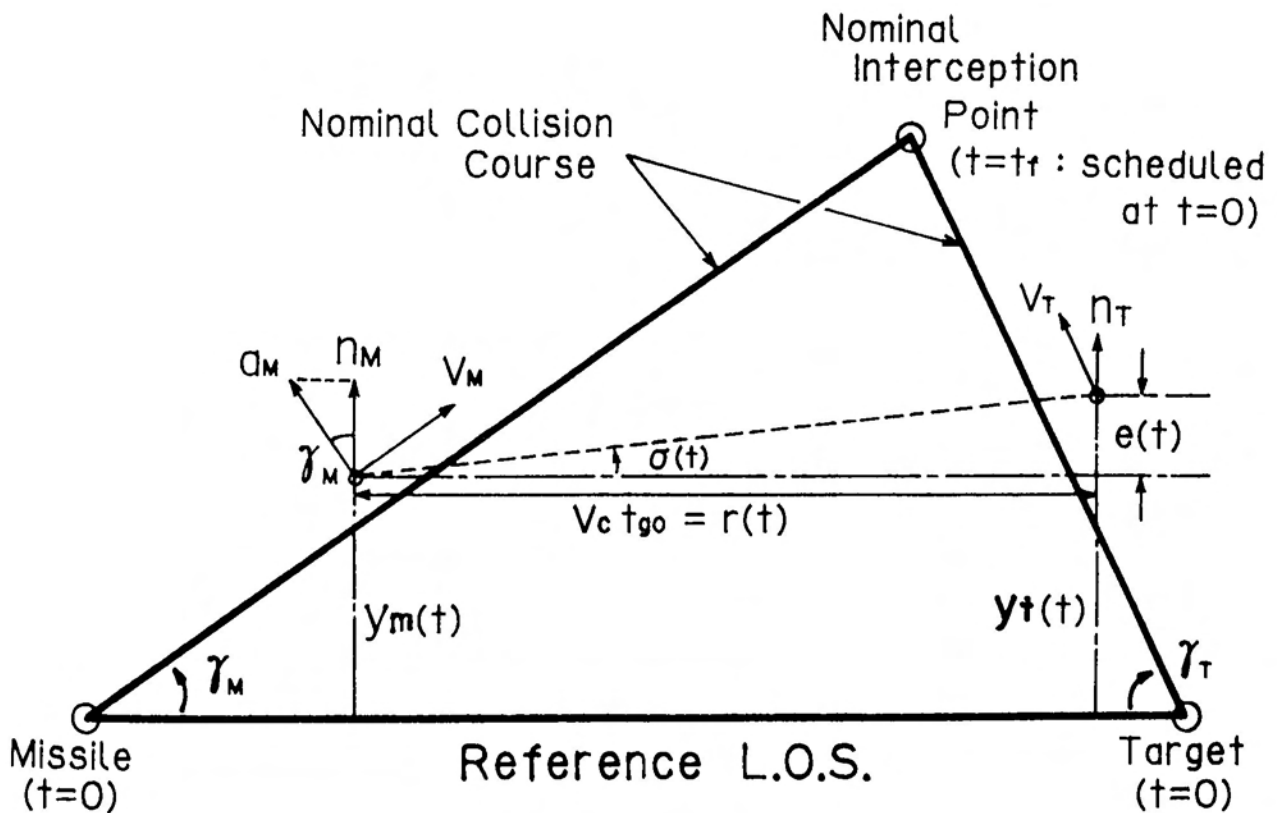 Nominal
Interception
Point
(t=tf : scheduled
at t=0)
Nominal Collision
Course
VT
nT
aM
nM
VM
γM
σ(t)
e(t)
Vc tgo = r(t)
ym(t)
yt(t)
γM
γT
Missile
(t=0)
Reference L.O.S.
Target
(t=0)